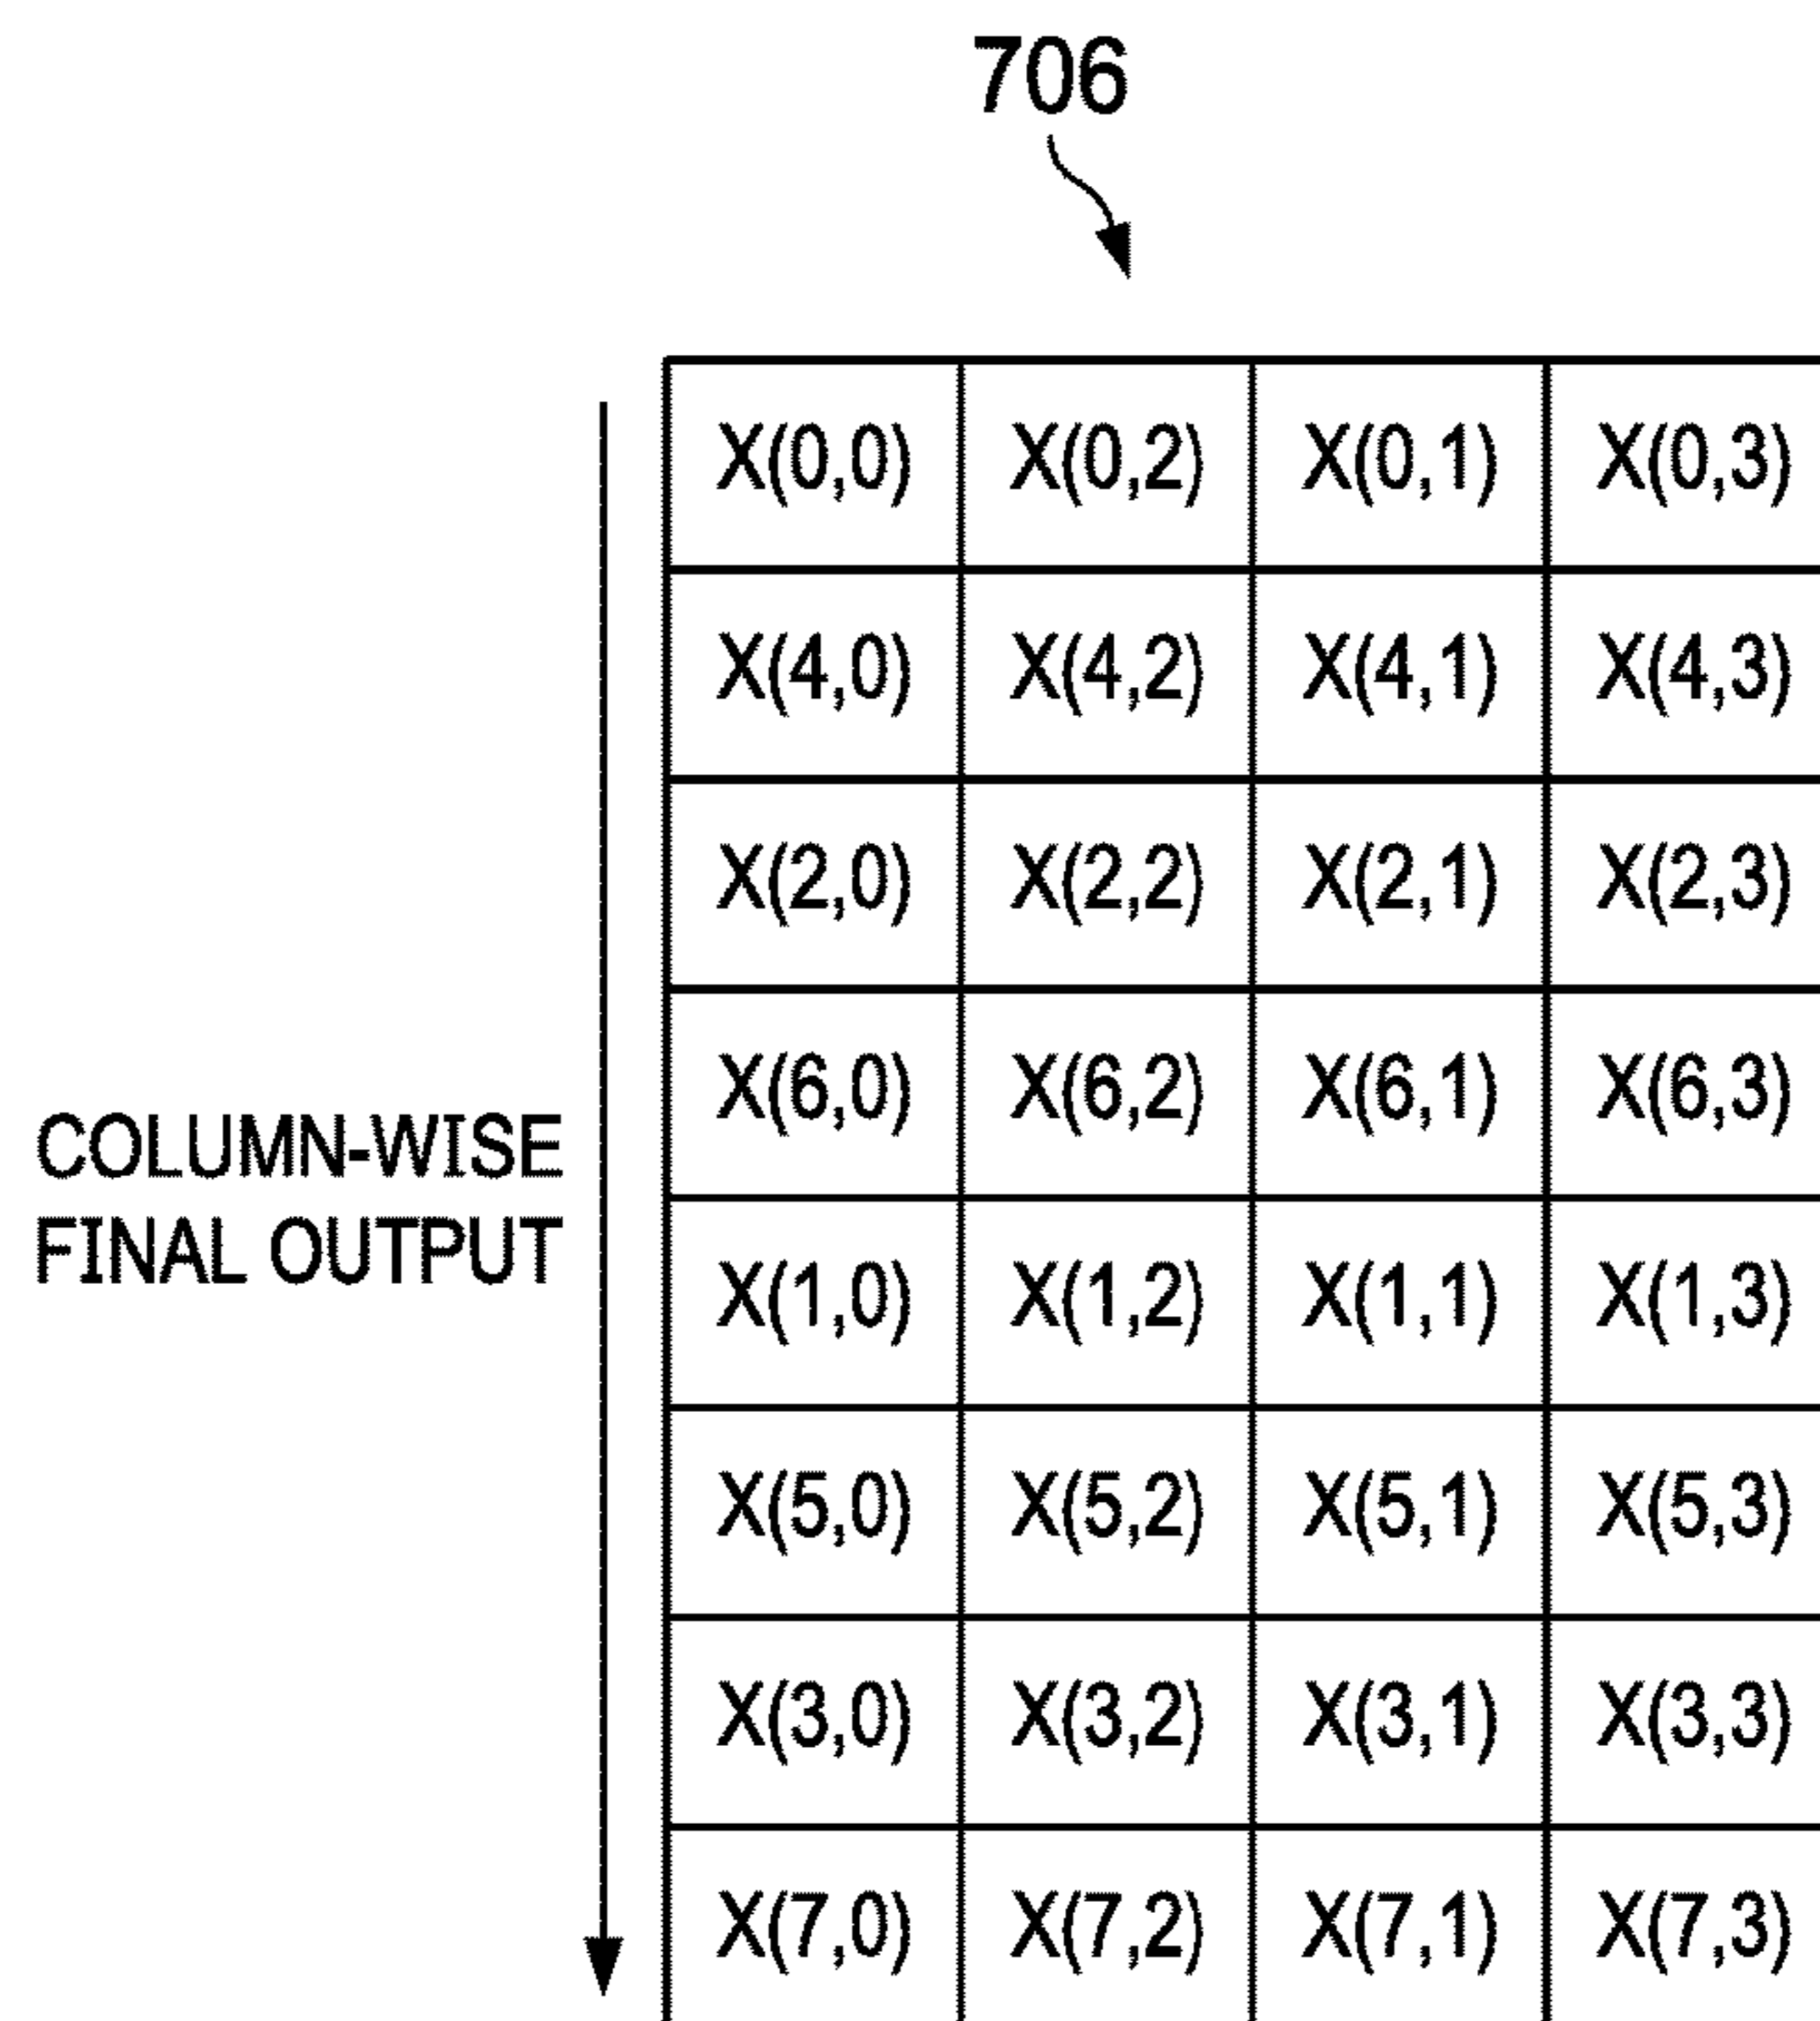 706
X(0,0) X(0,2) X(0,1) X(0,3)
X(4,0) X(4,2) X(4,1) X(4,3)
X(2,0) X(2,2) X(2,1) X(2,3)
X(6,0) X(6,2) X(6,1) X(6,3)
COLUMN-WISE
FINAL OUTPUT
X(1,0) X(1,2) X(1,1) X(1,3)
X(5,0) X(5,2) X(5,1) X(5,3)
X(3,0) X(3,2) X(3,1) X(3,3)
X(7,0) X(7,2) X(7,1) X(7,3)